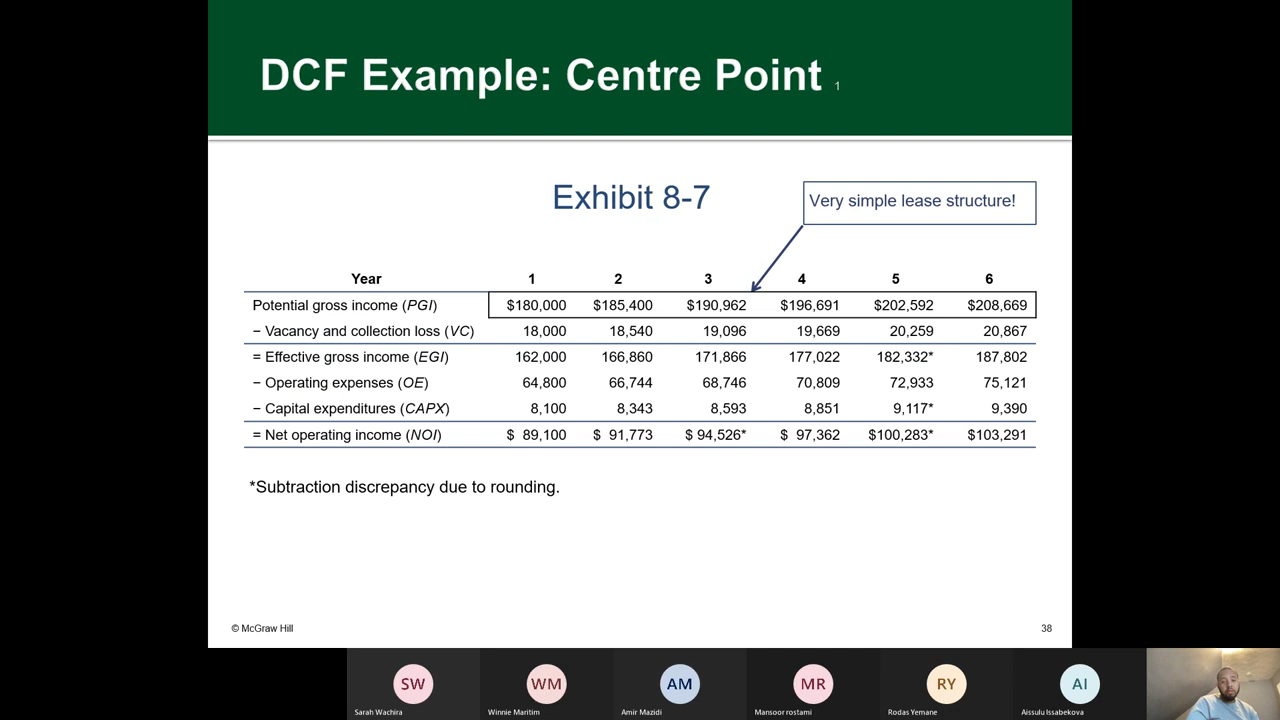 DCF Example: Centre Point 1
Exhibit 8-7
Very simple lease structure!
Year 1 2 3 4 5 6
Potential gross income (PGI) $180,000 $185,400 $190,962 $196,691 $202,592 $208,669
− Vacancy and collection loss (VC) 18,000 18,540 19,096 19,669 20,259 20,867
= Effective gross income (EGI) 162,000 166,860 171,866 177,022 182,332* 187,802
− Operating expenses (OE) 64,800 66,744 68,746 70,809 72,933 75,121
− Capital expenditures (CAPX) 8,100 8,343 8,593 8,851 9,117* 9,390
= Net operating income (NOI) $ 89,100 $ 91,773 $ 94,526* $ 97,362 $100,283* $103,291
*Subtraction discrepancy due to rounding.
© McGraw Hill 38
SW WM AM MR RY AI
Sarah Wachira Winnie Maritim Amir Mazidi Mansoor rostami Rodas Yemane Aissulu Issabekova